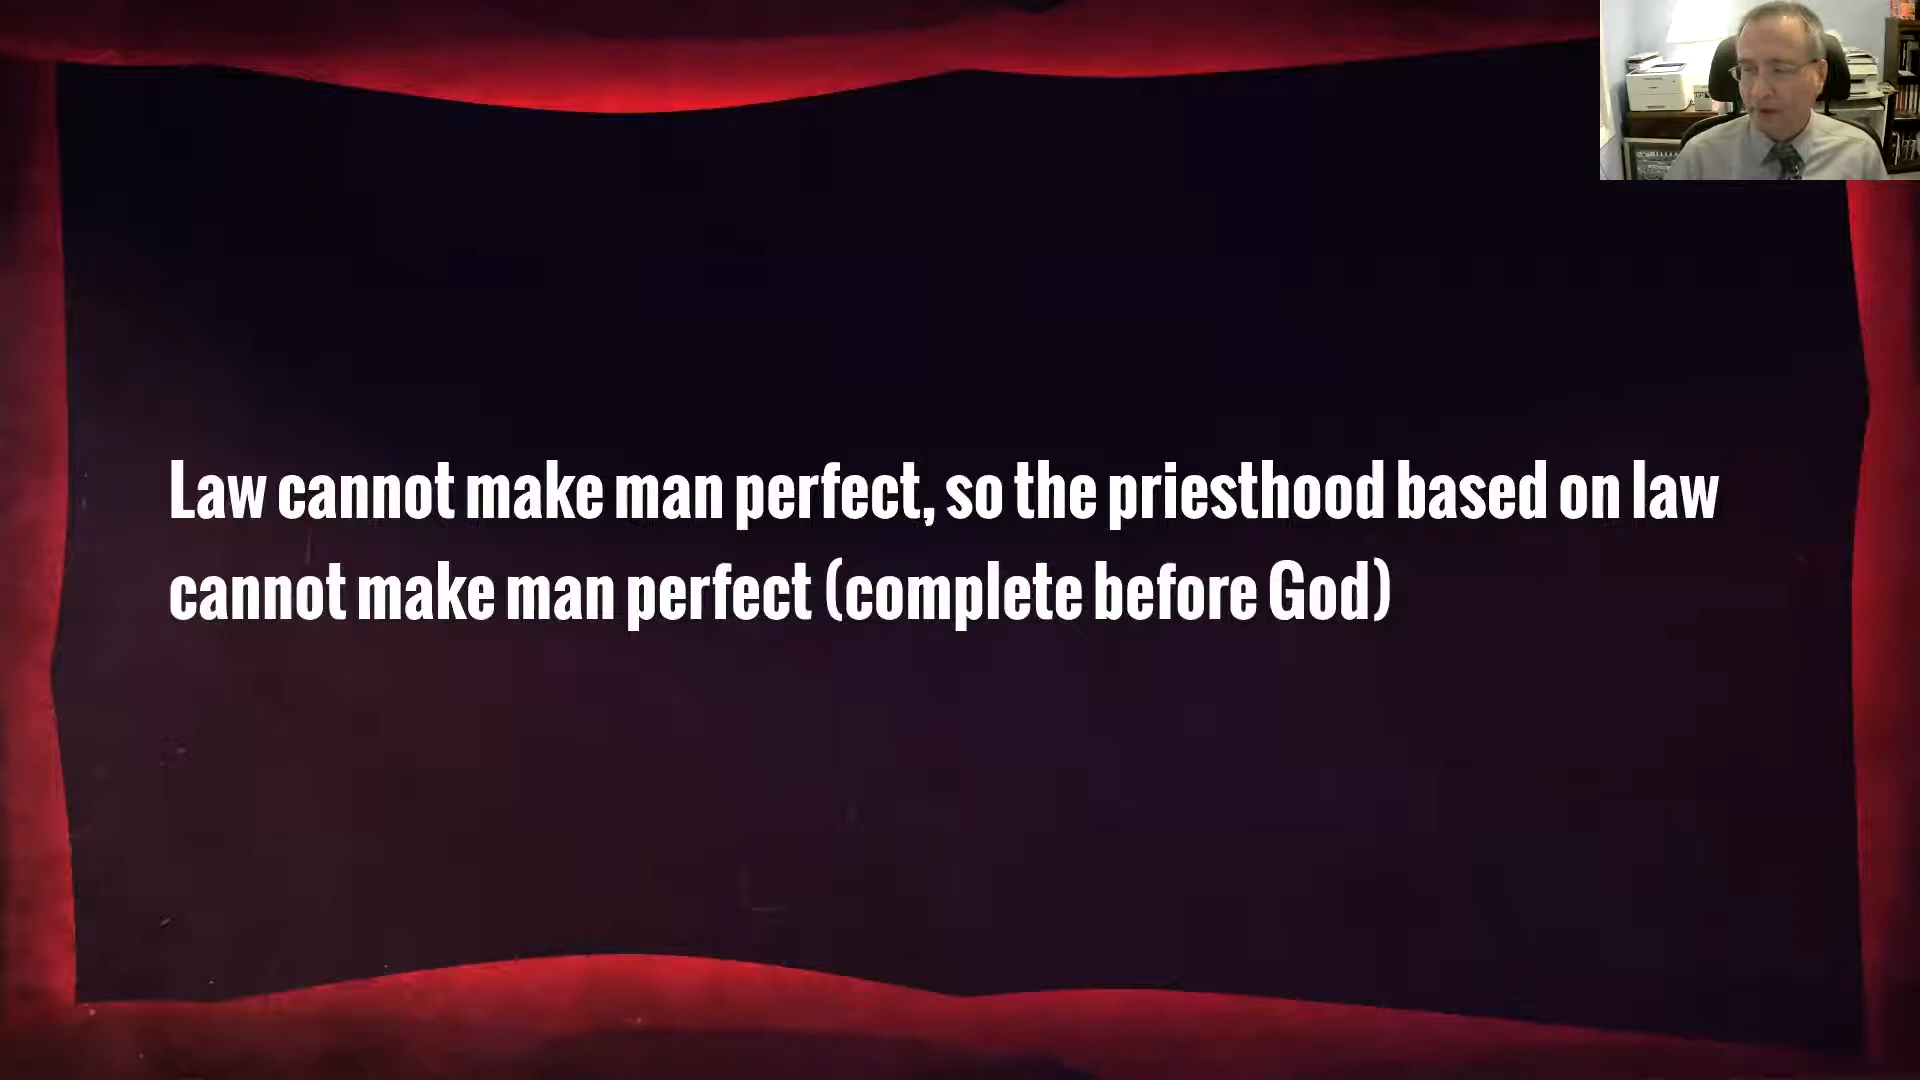 Law cannot make man perfect, so the priesthood based on law
cannot make man perfect (complete before God)